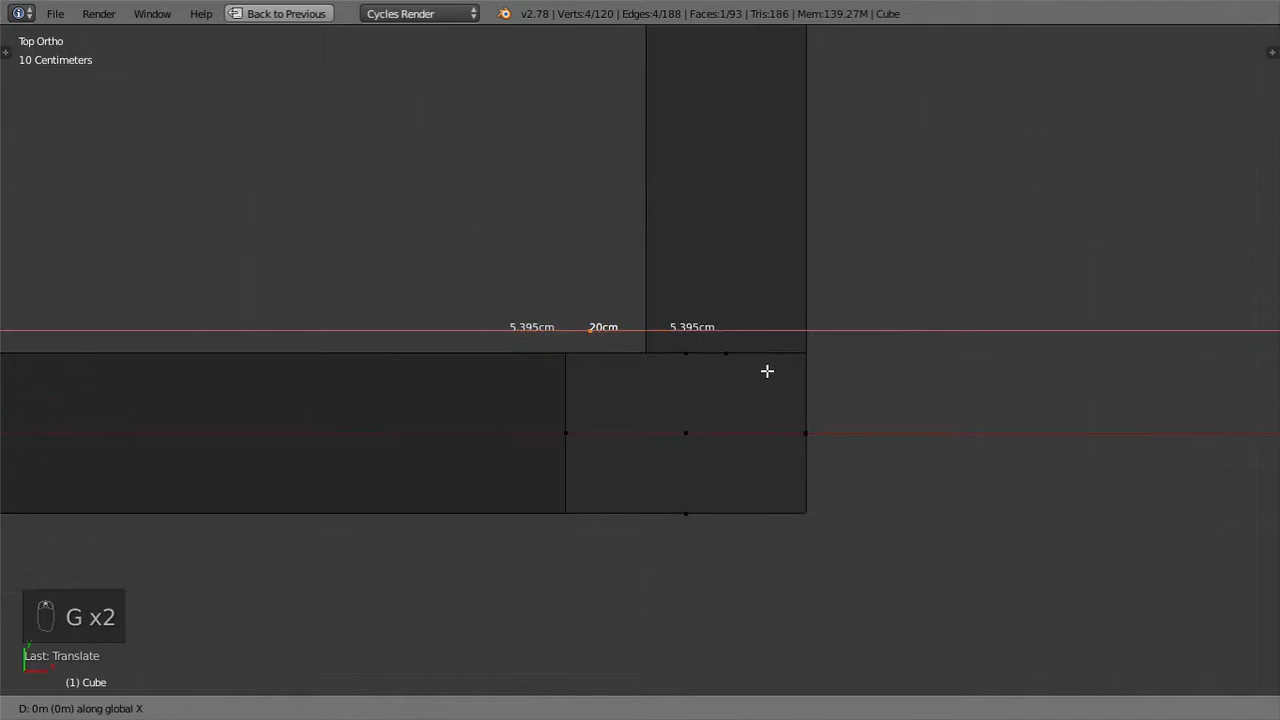 File Render Window Help Back to Previous Cycles Render v2.78 | Verts:4/120 | Edges:4/188 | Faces:1/93 | Tris:186 | Mem:139.27M | Cube
Top Ortho
10 Centimeters
5.395cm 20cm 5.395cm
G x2
y
Last: Translate
(1) Cube
D: 0m (0m) along global X